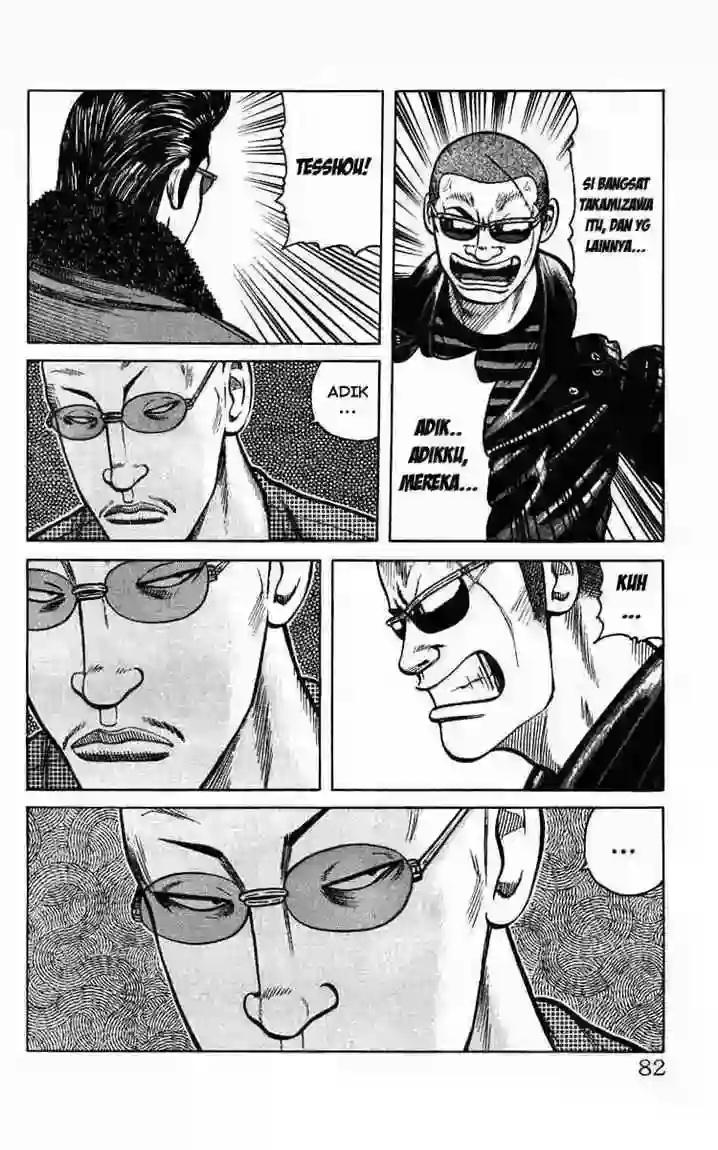 SI BANGSAT
TAKAMIZAWA
ITU, DAN YG
LAINNYA...
ADIK..
ADIKKU,
MEREKA...
TESSHOU!
ADIK
...
KUH
...
...
82